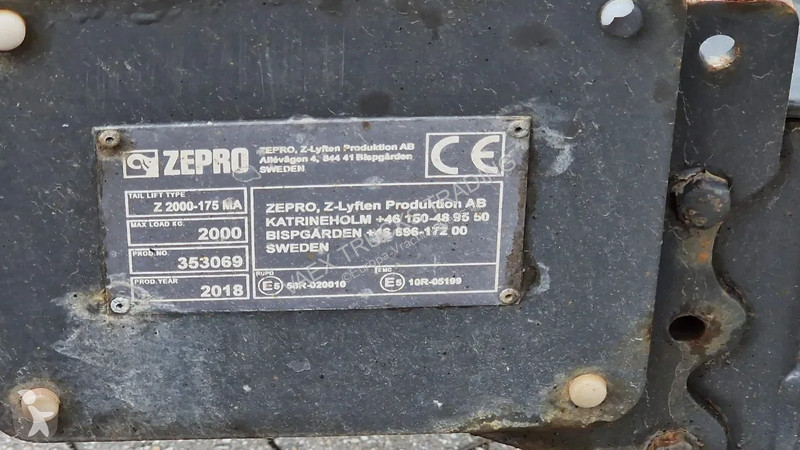 ZEPRO
ZEPRO, Z-Lyften Produktion AB
Allévägen 4, 844 41 Bispgården
SWEDEN
CE
TAIL LIFT TYPE
Z 2000-175 MA
MAX LOAD KG.
2000
PROD.NO.
353069
PROD.YEAR
2018
ZEPRO, Z-Lyften Produktion AB
KATRINEHOLM +46 150-48 95 50
BISPGÅRDEN +46 696-172 00
SWEDEN
RUPD
E5 58R-020010
EMC
E5 10R-05199